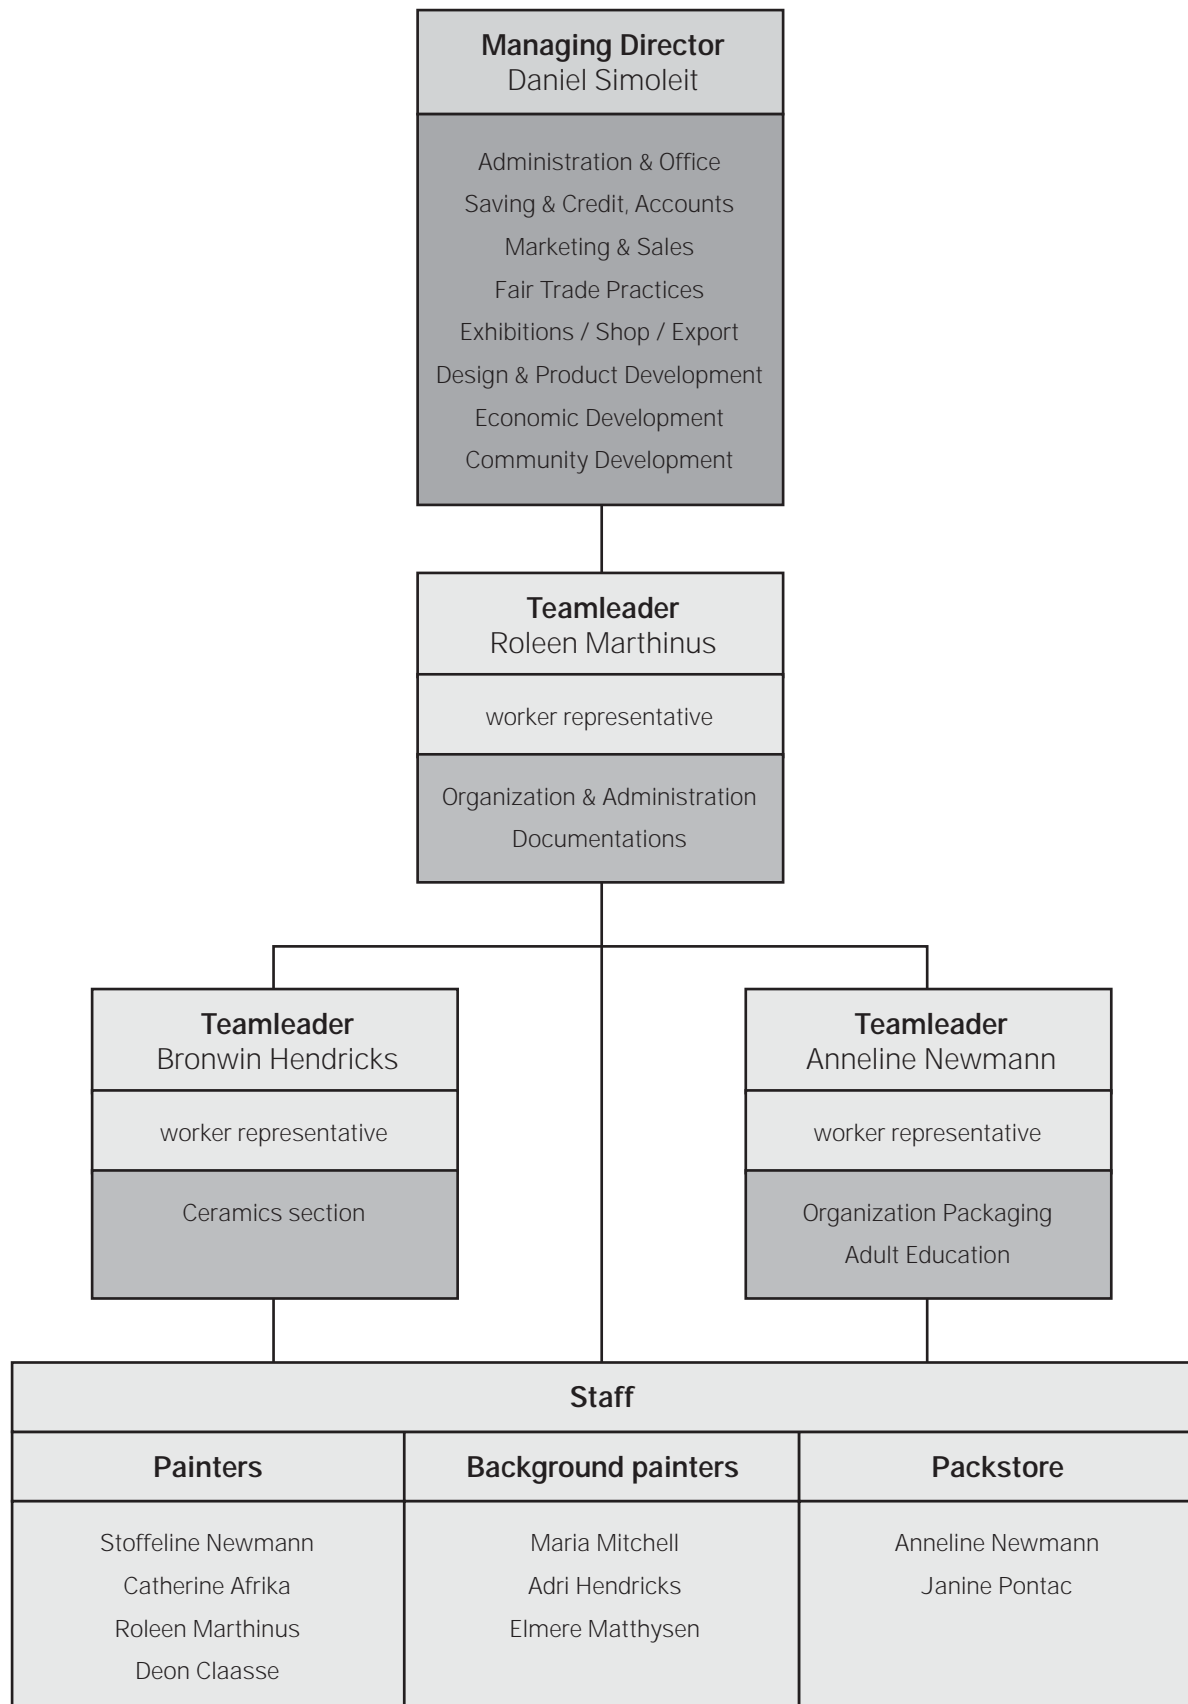 Managing Director
Daniel Simoleit
Administration & Office
Saving & Credit, Accounts
Marketing & Sales
Fair Trade Practices
Exhibitions / Shop / Export
Design & Product Development
Economic Development
Community Development
Teamleader
Roleen Marthinus
worker representative
Organization & Administration
Documentations
Teamleader
Bronwin Hendricks
worker representative
Ceramics section
Teamleader
Anneline Newmann
worker representative
Organization Packaging
Adult Education
Staff
Painters
Stoffeline Newmann
Catherine Afrika
Roleen Marthinus
Deon Claasse
Background painters
Maria Mitchell
Adri Hendricks
Elmere Matthysen
Packstore
Anneline Newmann
Janine Pontac